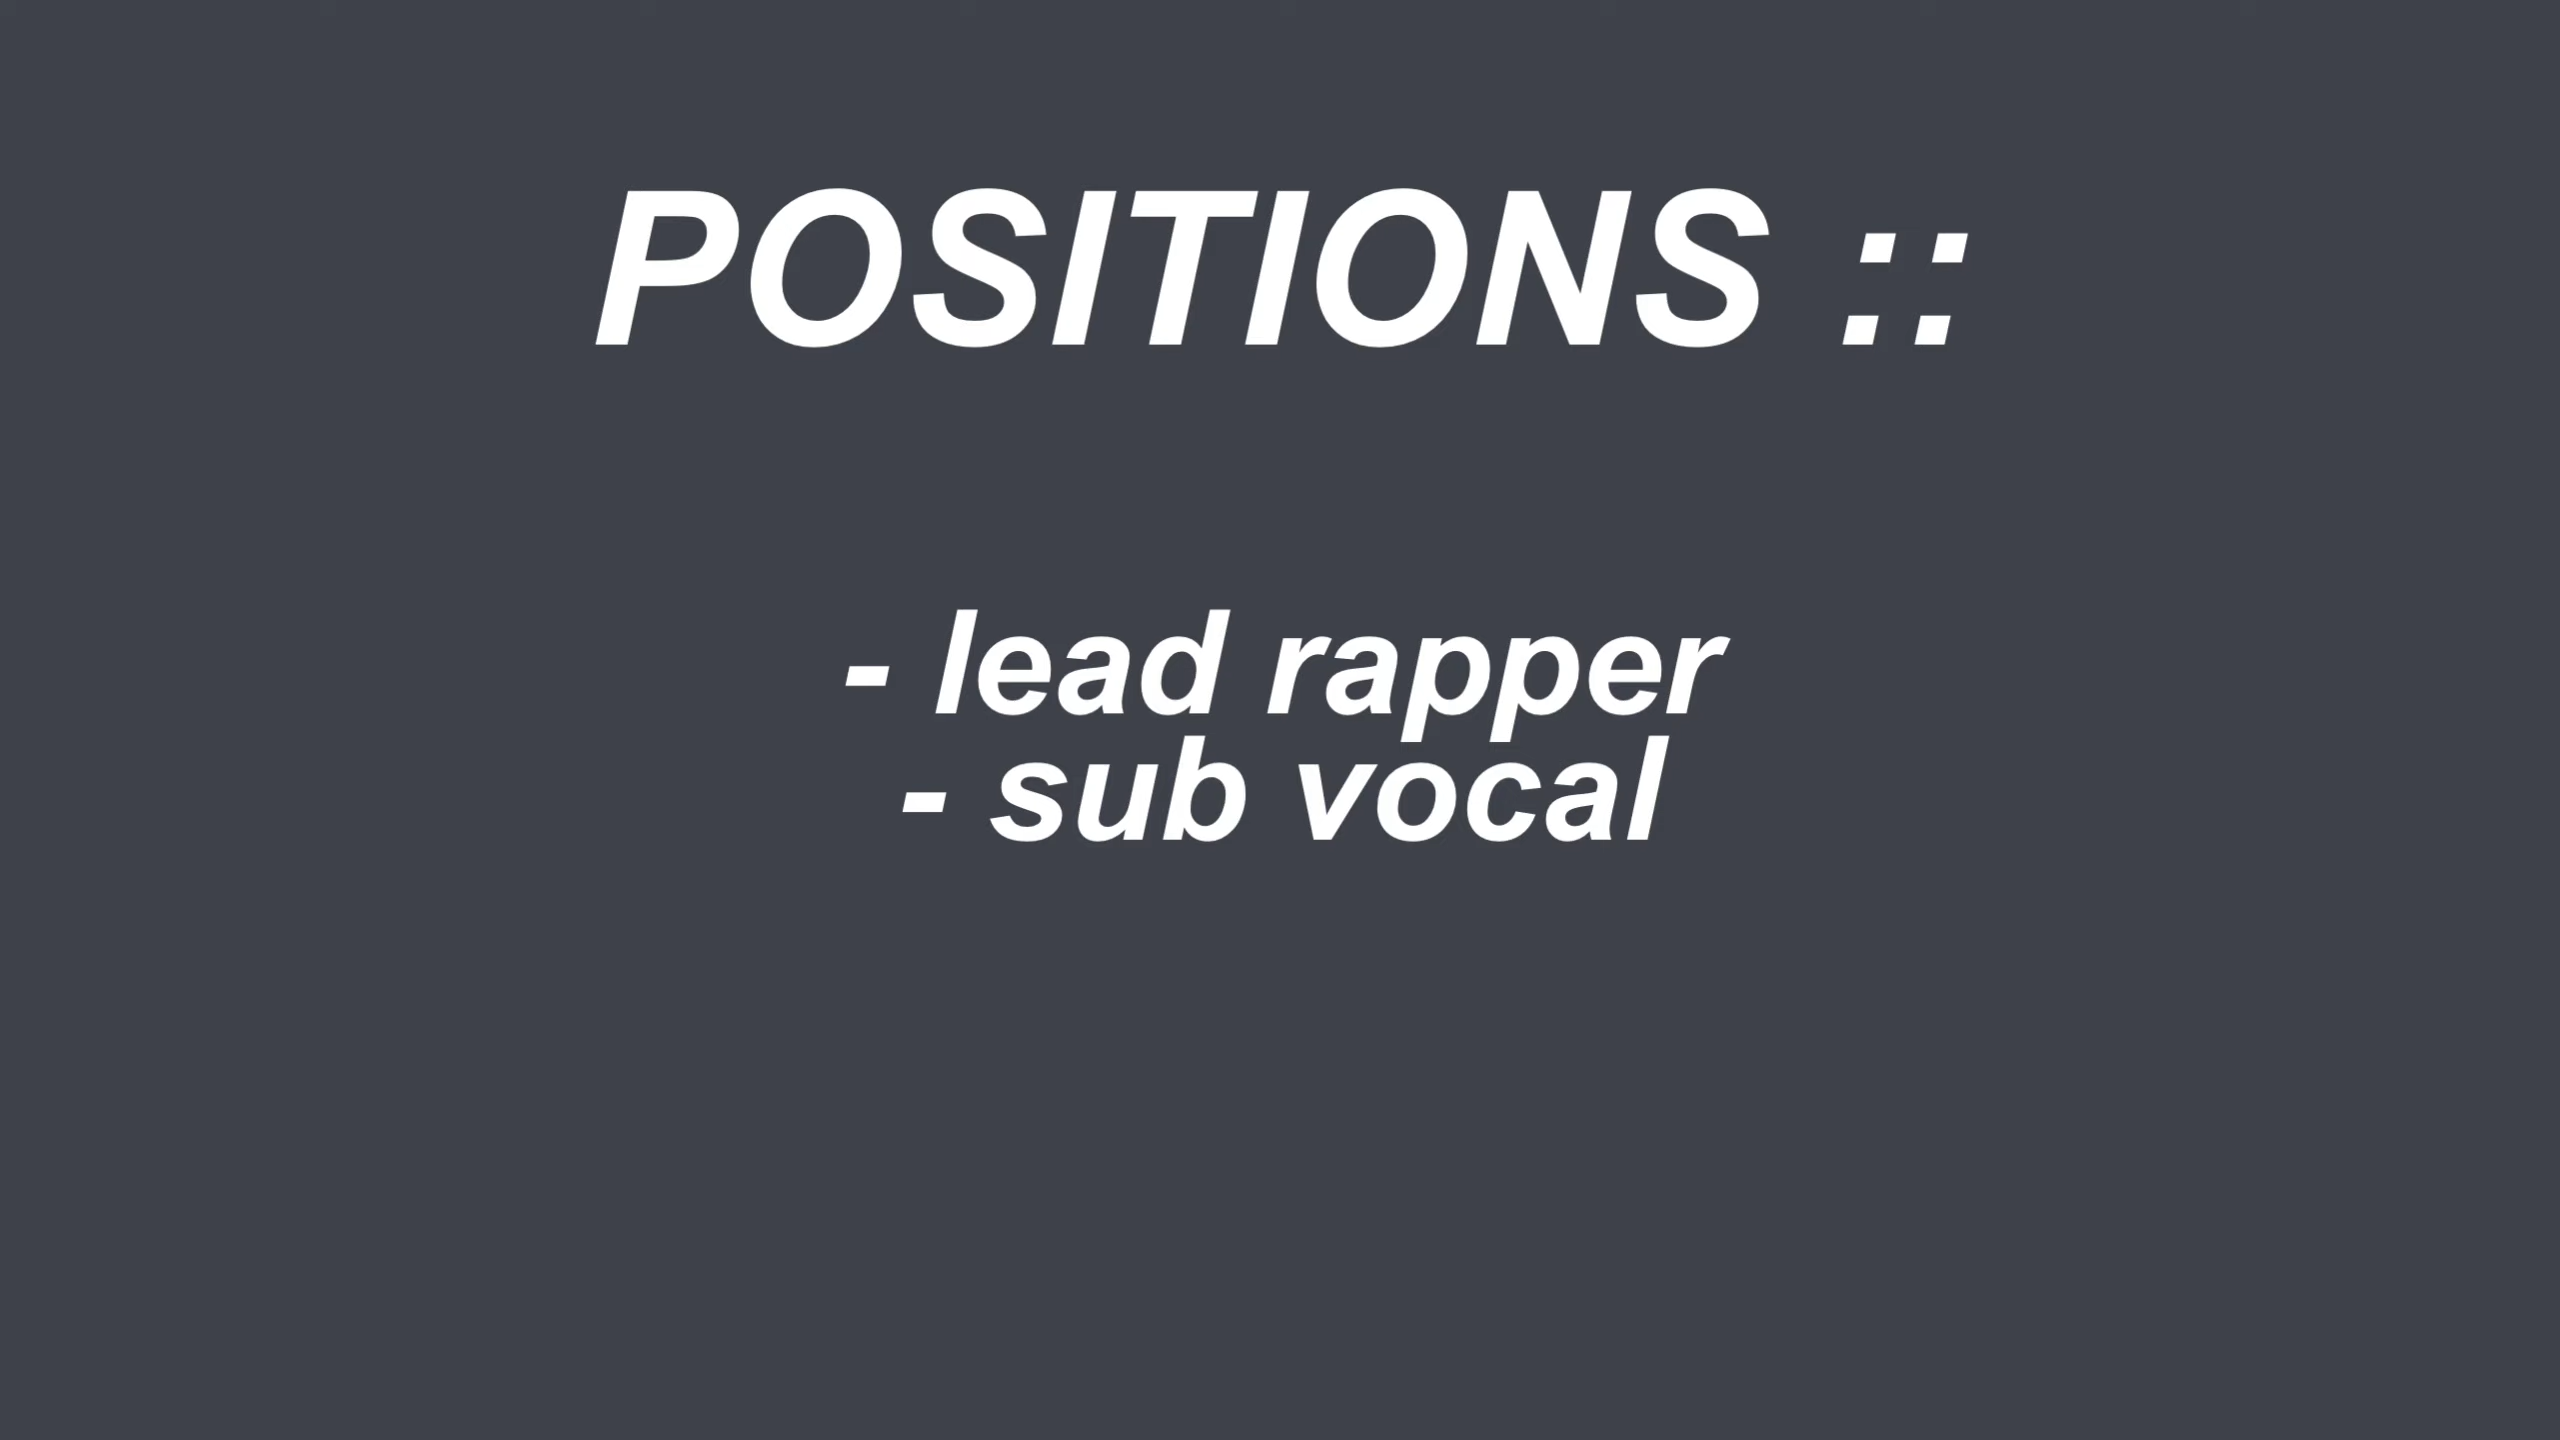 POSITIONS ::
- lead rapper
- sub vocal